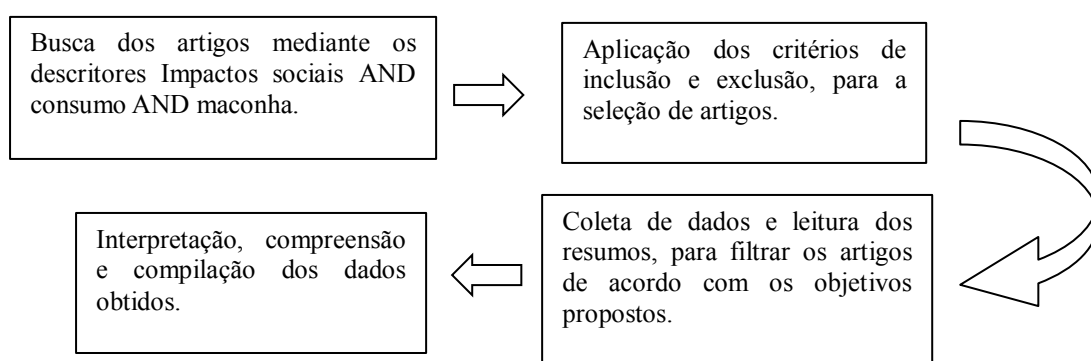 Busca dos artigos mediante os
descritores Impactos sociais AND
consumo AND maconha.
Aplicação dos critérios de
inclusão e exclusão, para a
seleção de artigos.
Coleta de dados e leitura dos
resumos, para filtrar os artigos
de acordo com os objetivos
propostos.
Interpretação, compreensão
e compilação dos dados
obtidos.